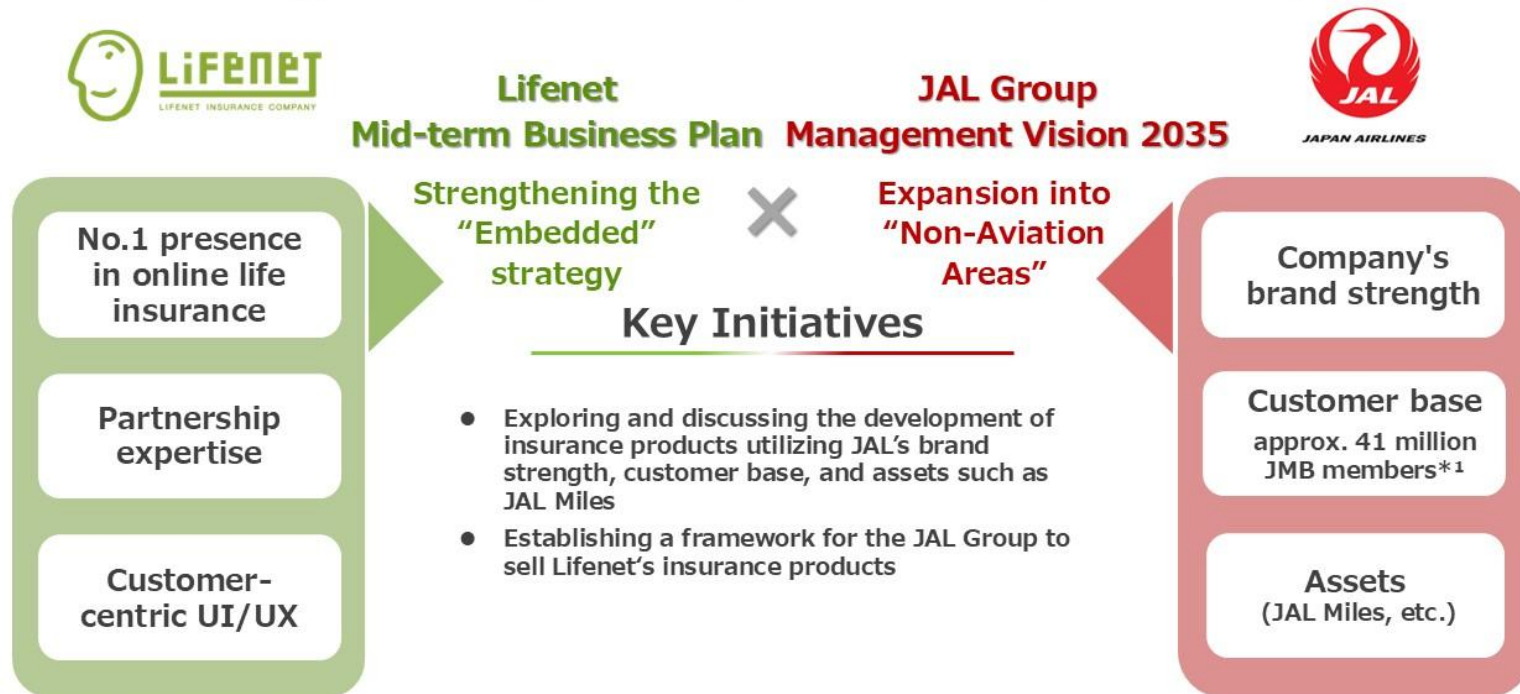 LIFENET
LIFENET INSURANCE COMPANY
Lifenet
Mid-term Business Plan
JAL Group
Management Vision 2035
JAL
JAPAN AIRLINES
No.1 presence
in online life
insurance
Partnership
expertise
Customer-
centric UI/UX
Strengthening the
“Embedded”
strategy
×
Expansion into
“Non-Aviation
Areas”
Key Initiatives
● Exploring and discussing the development of
insurance products utilizing JAL’s brand
strength, customer base, and assets such as
JAL Miles
● Establishing a framework for the JAL Group to
sell Lifenet‘s insurance products
Company's
brand strength
Customer base
approx. 41 million
JMB members*¹
Assets
(JAL Miles, etc.)